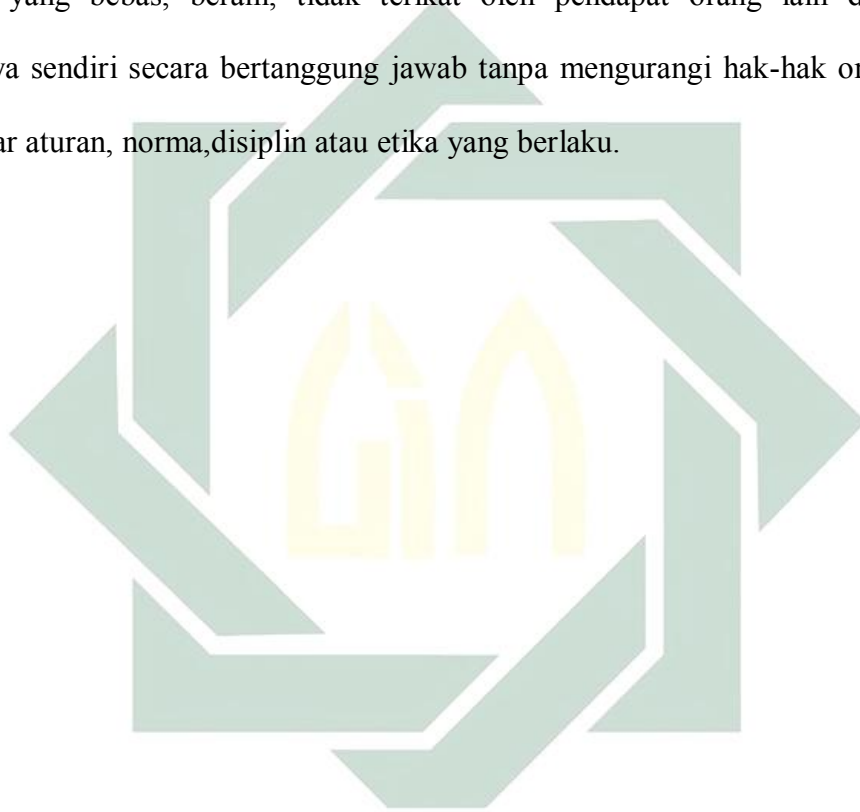 yang bebas, berani, tidak terikat oleh pendapat orang lain d
a sendiri secara bertanggung jawab tanpa mengurangi hak-hak or
ar aturan, norma,disiplin atau etika yang berlaku.